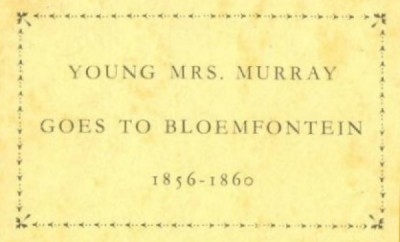 YOUNG MRS. MURRAY
GOES TO BLOEMFONTEIN
1856-1860